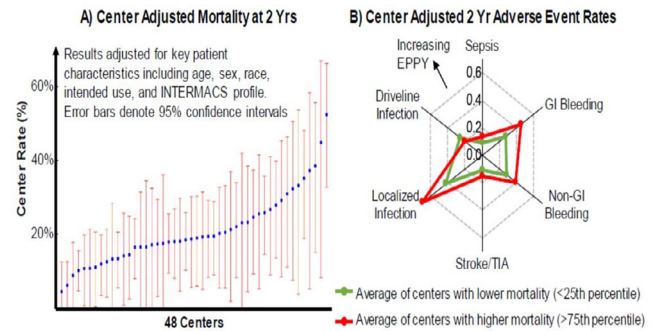 A) Center Adjusted Mortality at 2 Yrs
Results adjusted for key patient
characteristics including age, sex, race,
intended use, and INTERMACS profile.
Error bars denote 95% confidence intervals
60%
40%
20%
Center Rate (%)
48 Centers
B) Center Adjusted 2 Yr Adverse Event Rates
Increasing
EPPY
Sepsis
0.6
0.4
0.2
0.0
GI Bleeding
Non-GI
Bleeding
Stroke/TIA
Localized
Infection
Driveline
Infection
Average of centers with lower mortality (<25th percentile)
Average of centers with higher mortality (>75th percentile)